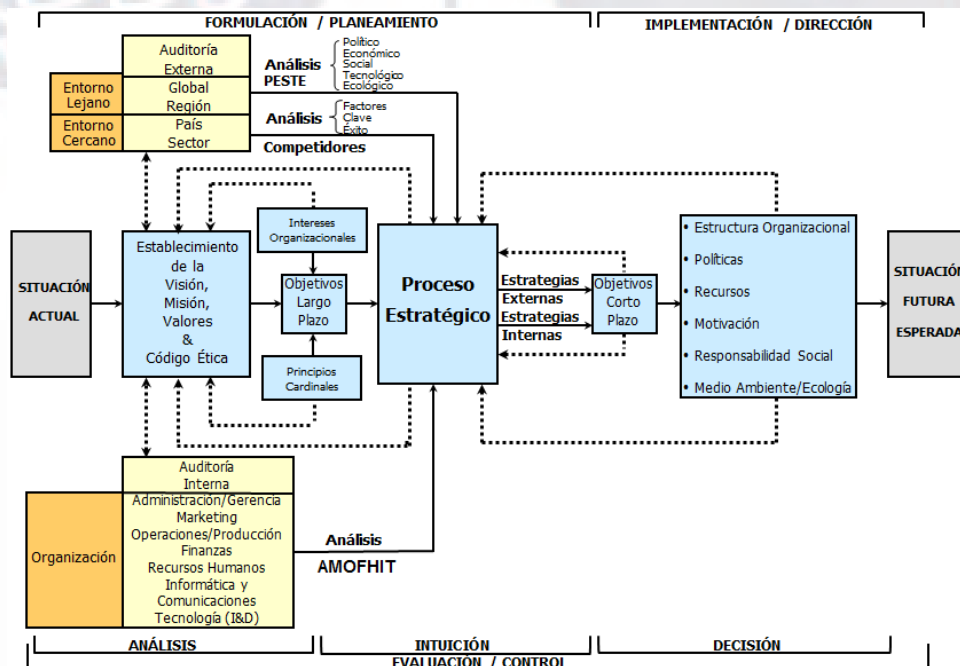 FORMULACIÓN / PLANEAMIENTO
IMPLEMENTACIÓN / DIRECCIÓN
Auditoría
Externa
Entorno
Lejano
Global
Región
Entorno
Cercano
País
Sector
Análisis
PESTE
Político
Económico
Social
Tecnológico
Ecológico
Análisis
Competidores
Factores
Clave
Éxito
SITUACIÓN
ACTUAL
Establecimiento
de la
Visión,
Misión,
Valores
&
Código Ética
Intereses
Organizacionales
Objetivos
Largo
Plazo
Principios
Cardinales
Proceso
Estratégico
Estrategias
Externas
Estrategias
Internas
Objetivos
Corto
Plazo
• Estructura Organizacional
• Políticas
• Recursos
• Motivación
• Responsabilidad Social
• Medio Ambiente/Ecología
SITUACIÓN
FUTURA
ESPERADA
Auditoría
Interna
Organización
Administración/Gerencia
Marketing
Operaciones/Producción
Finanzas
Recursos Humanos
Informática y
Comunicaciones
Tecnología (I&D)
Análisis
AMOFHIT
ANÁLISIS
INTUICIÓN
DECISIÓN
EVALUACIÓN / CONTROL